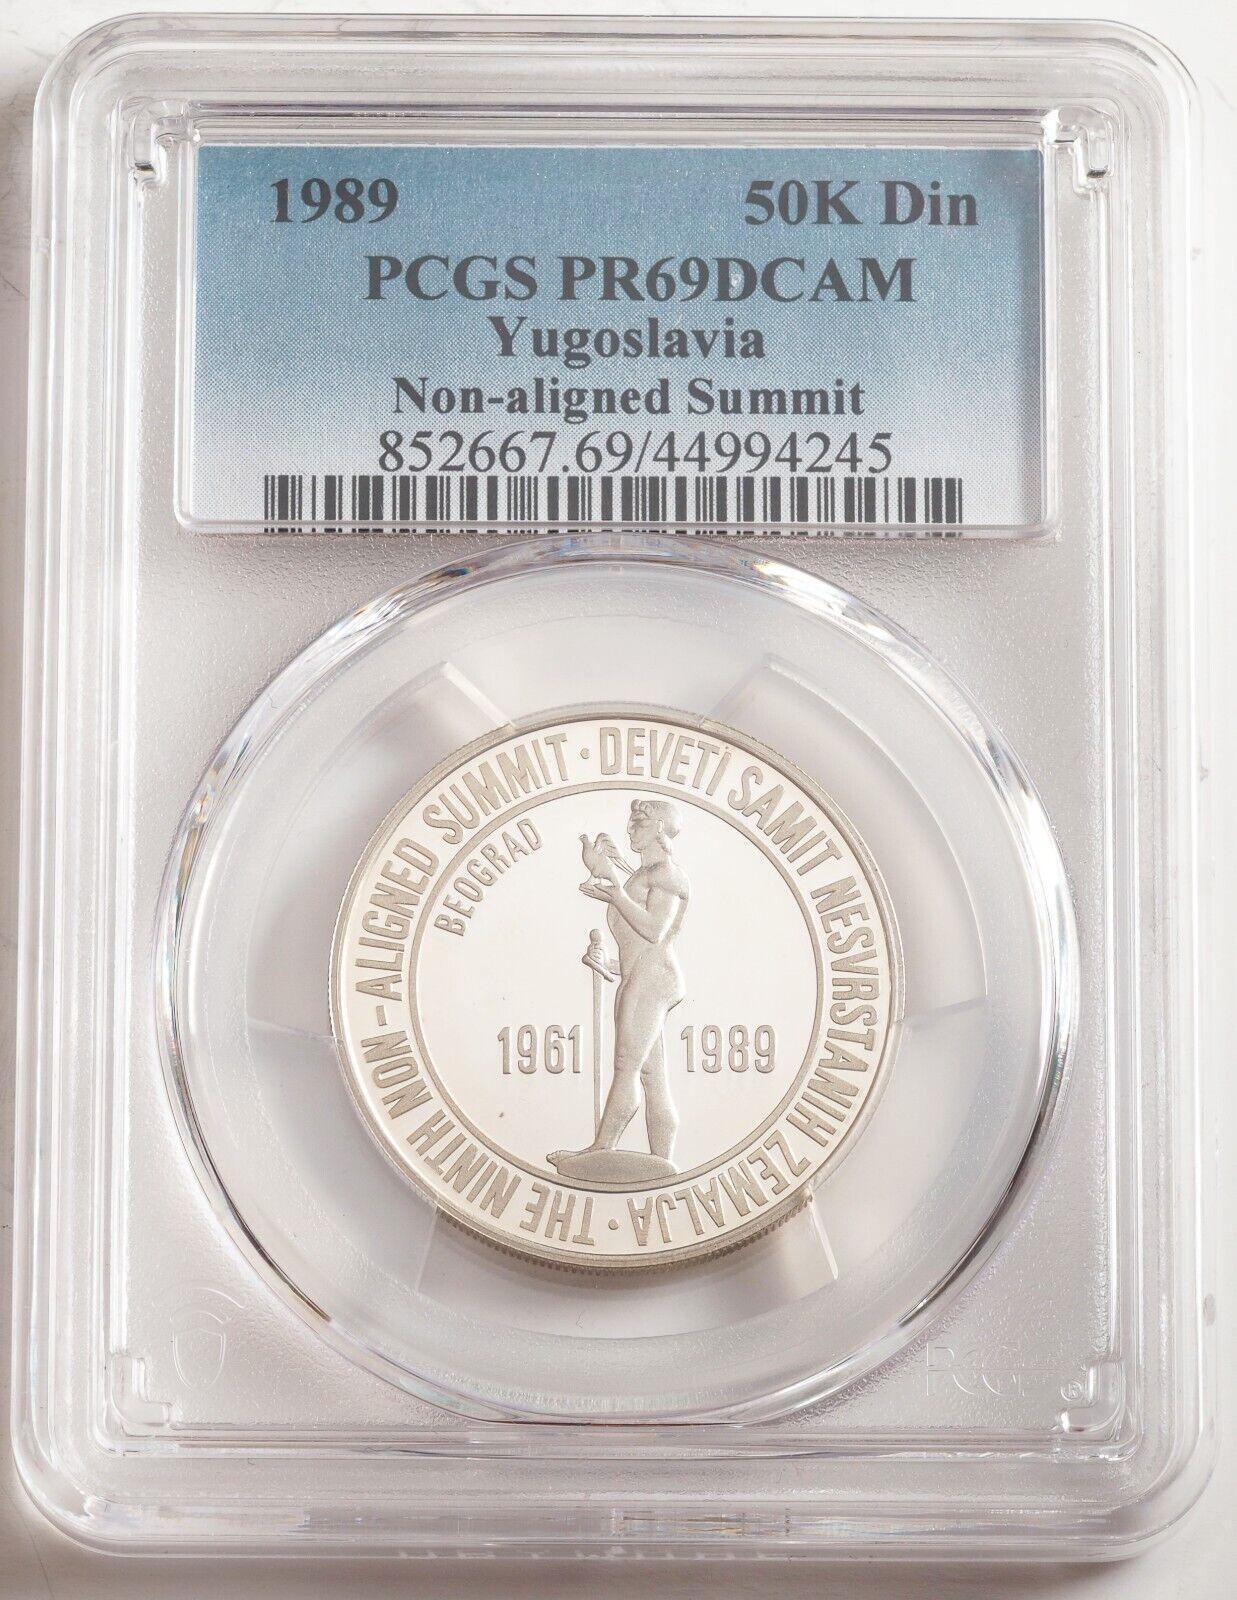 1989 50K Din
PCGS PR69DCAM
Yugoslavia
Non-aligned Summit
852667.69/44994245
THE NINTH NON-ALIGNED SUMMIT · DEVETI SAMIT NESVRSTANIH ZEMALJA ·
BEOGRAD
1961 1989
PCGS ®